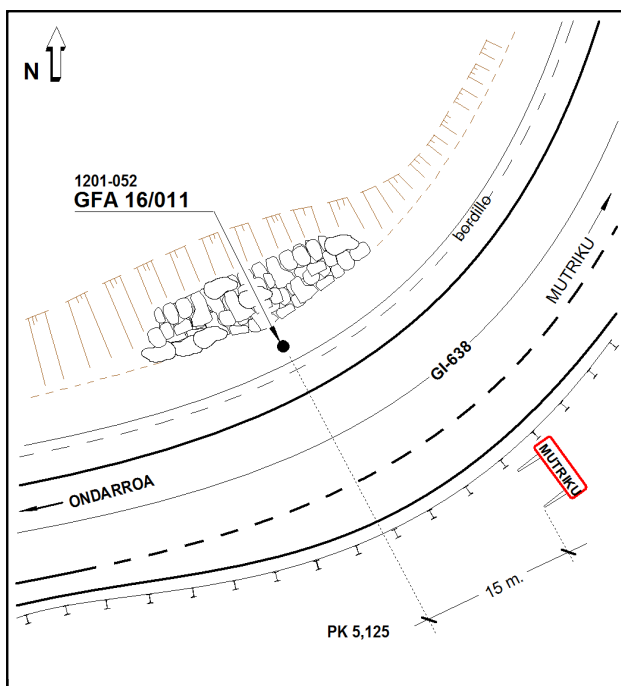 N
1201-052
GFA 16/011
bordillo
MUTRIKU
GI-638
MUTRIKU
ONDARROA
15 m.
PK 5,125